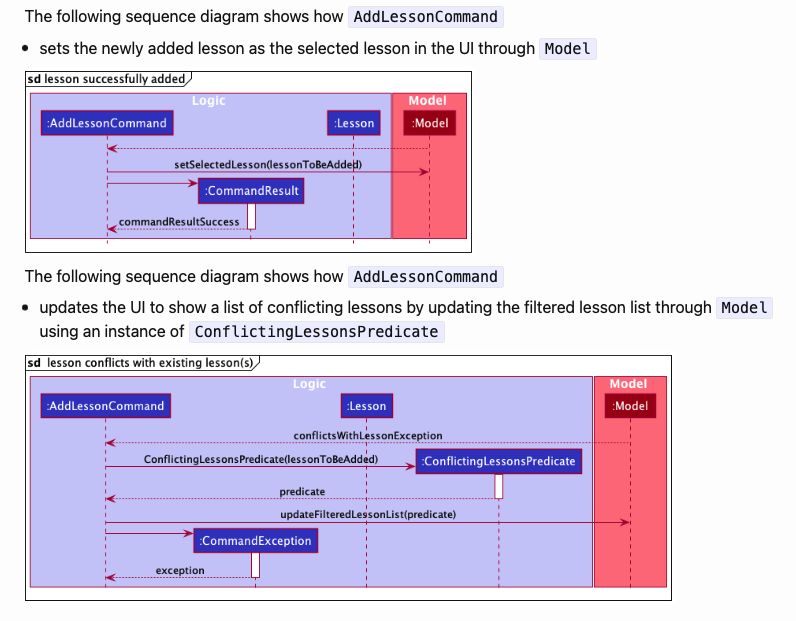 The following sequence diagram shows how AddLessonCommand
• sets the newly added lesson as the selected lesson in the UI through Model
sd lesson successfully added
Logic Model
:AddLessonCommand :Lesson :Model
setSelectedLesson(lessonToBeAdded)
:CommandResult
commandResultSuccess
The following sequence diagram shows how AddLessonCommand
• updates the UI to show a list of conflicting lessons by updating the filtered lesson list through Model
using an instance of ConflictingLessonsPredicate
sd lesson conflicts with existing lesson(s)
Logic Model
:AddLessonCommand :Lesson :Model
conflictsWithLessonException
ConflictingLessonsPredicate(lessonToBeAdded) :ConflictingLessonsPredicate
predicate
updateFilteredLessonList(predicate)
:CommandException
exception